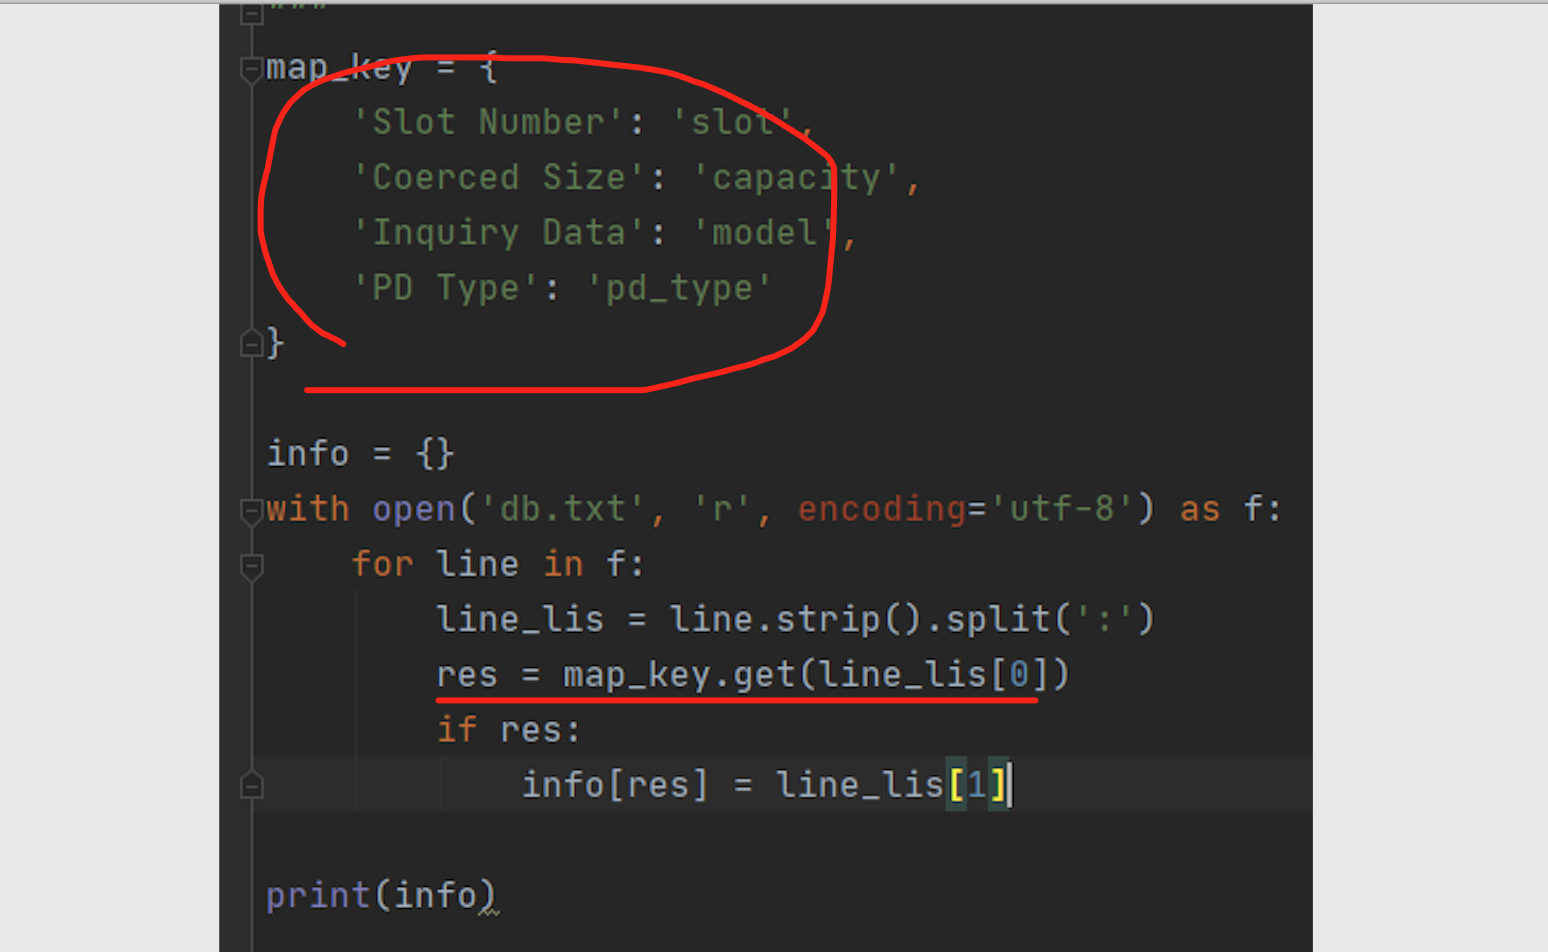 map_key = {
'Slot Number': 'slot',
'Coerced Size': 'capacity',
'Inquiry Data': 'model',
'PD Type': 'pd_type'
}
info = {}
with open('db.txt', 'r', encoding='utf-8') as f:
for line in f:
line_lis = line.strip().split(':')
res = map_key.get(line_lis[0])
if res:
info[res] = line_lis[1]
print(info)